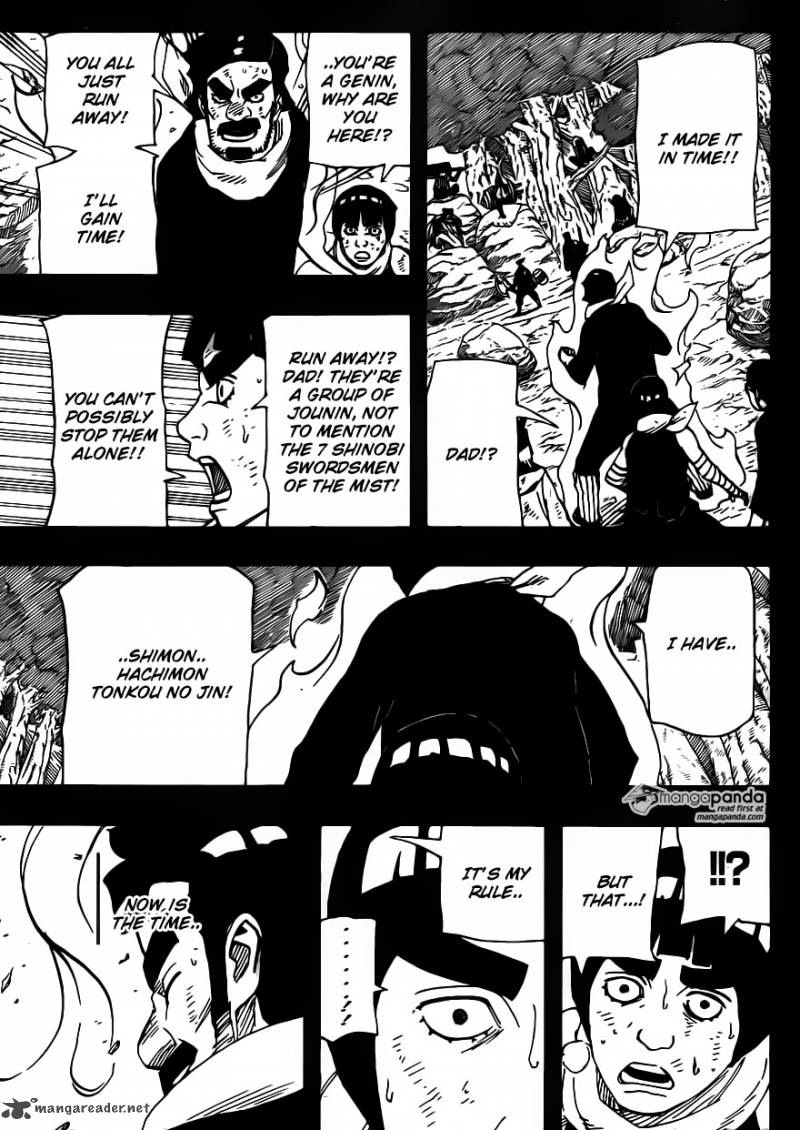 I MADE IT
IN TIME!!
DAD!?
..YOU'RE
A GENIN,
WHY ARE
YOU
HERE!?
YOU ALL
JUST
RUN
AWAY!
I'LL
GAIN
TIME!
RUN AWAY!?
DAD! THEY'RE
A GROUP OF
JOUNIN, NOT
TO MENTION
THE 7 SHINOBI
SWORDSMEN
OF THE MIST!
YOU CAN'T
POSSIBLY
STOP THEM
ALONE!!
I HAVE..
..SHIMON..
HACHIMON
TONKOU NO JIN!
mangapanda
read first at
mangapanda.com
!!?
BUT
THAT...!
IT'S MY
RULE..
........
NOW IS
THE TIME..
mangareader.net